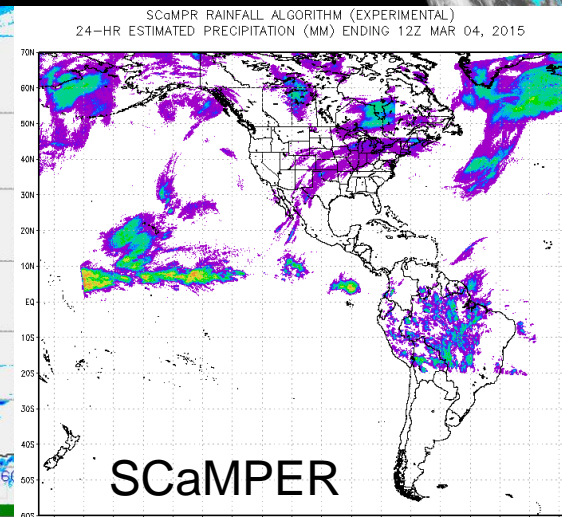 SCaMPR RAINFALL ALGORITHM (EXPERIMENTAL)
24-HR ESTIMATED PRECIPITATION (MM) ENDING 12Z MAR 04, 2015
70N
60N
50N
40N
30N
20N
10N
EQ
10S
20S
30S
40S
50S
60S
SCaMPER